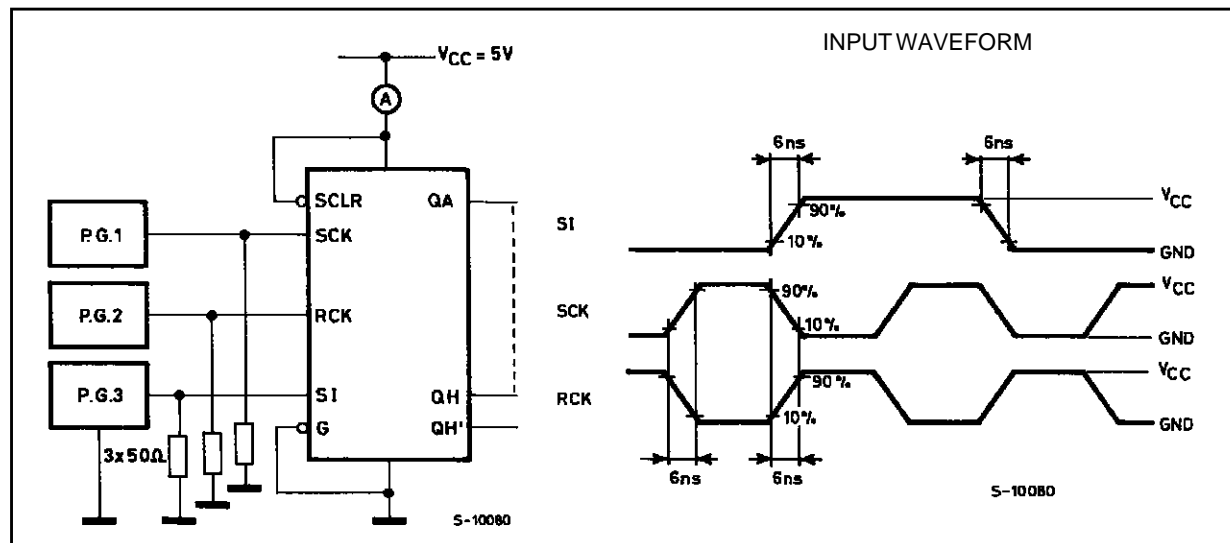 INPUT WAVEFORM
VCC = 5V
A
SCLR
QA
P.G.1
SCK
P.G.2
RCK
P.G.3
SI
QH
G
QH'
3x50Ω
S-10080
6ns
6ns
SI
90%
10%
VCC
GND
SCK
90%
10%
VCC
GND
RCK
90%
10%
VCC
GND
6ns
6ns
S-10080